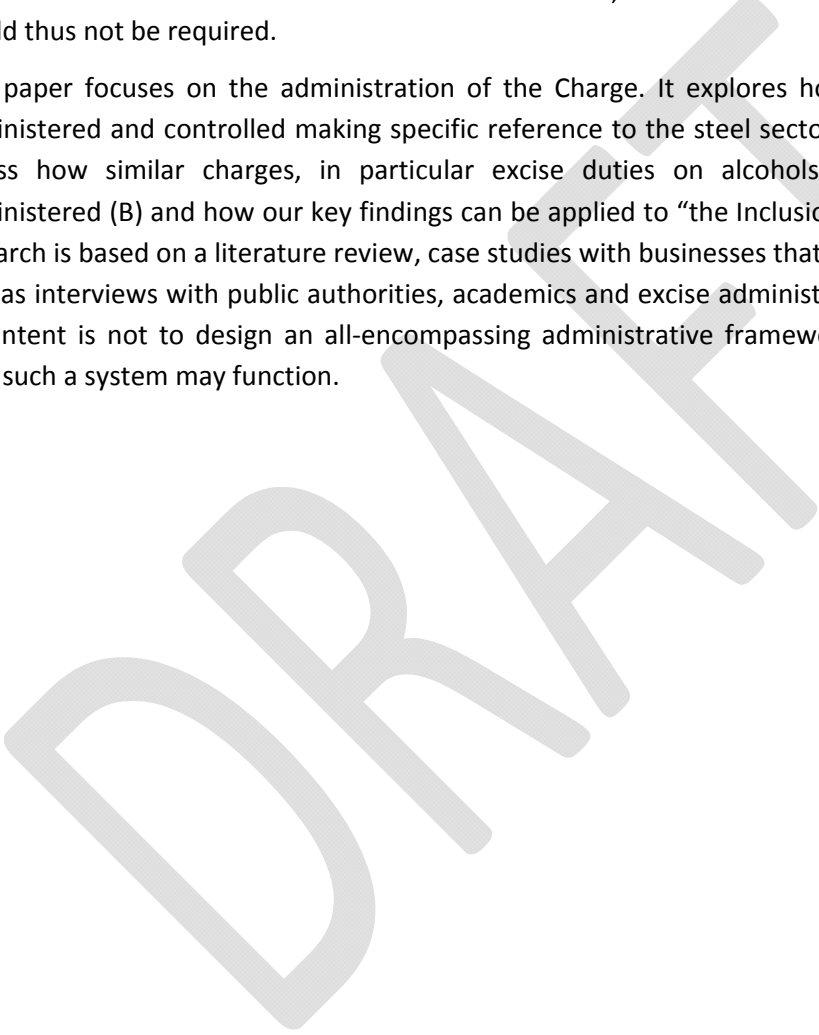 ld thus not be required.
paper focuses on the administration of the Charge. It explores ho
inistered and controlled making specific reference to the steel secto
ss how similar charges, in particular excise duties on alcohols
inistered (B) and how our key findings can be applied to “the Inclusio
arch is based on a literature review, case studies with businesses that
as interviews with public authorities, academics and excise administ
ntent is not to design an all-encompassing administrative framewo
such a system may function.
DRAFT